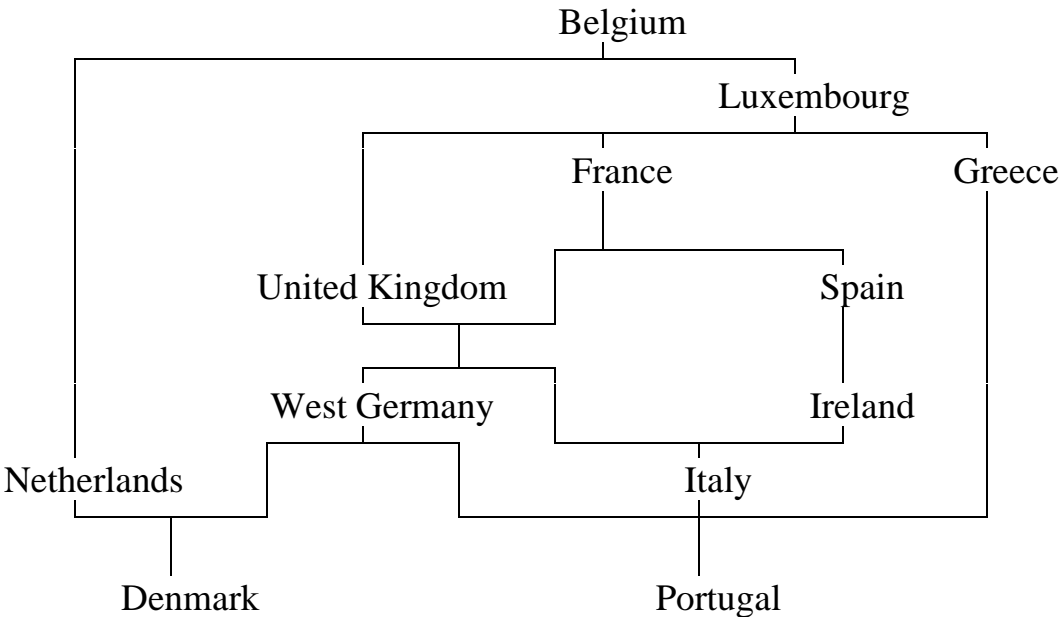 Belgium
Luxembourg
France
Greece
United Kingdom
Spain
West Germany
Ireland
Netherlands
Italy
Denmark
Portugal